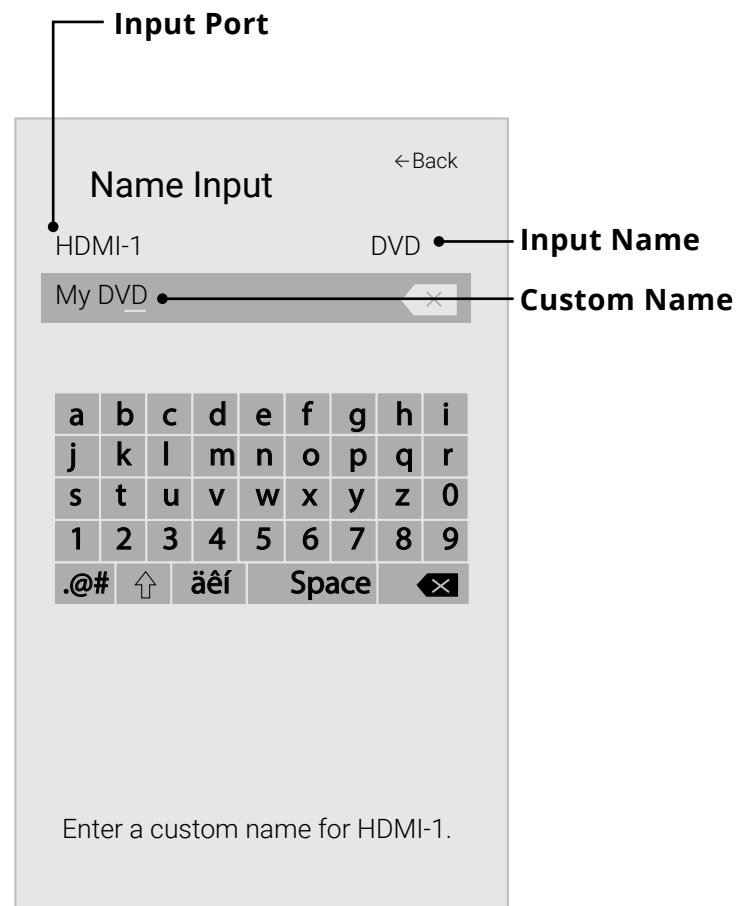 Input Port
←Back
Name Input
HDMI-1 DVD
Input Name
My DVD
Custom Name
a b c d e f g h i
j k l m n o p q r
s t u v w x y z 0
1 2 3 4 5 6 7 8 9
.@# äêí Space
Enter a custom name for HDMI-1.